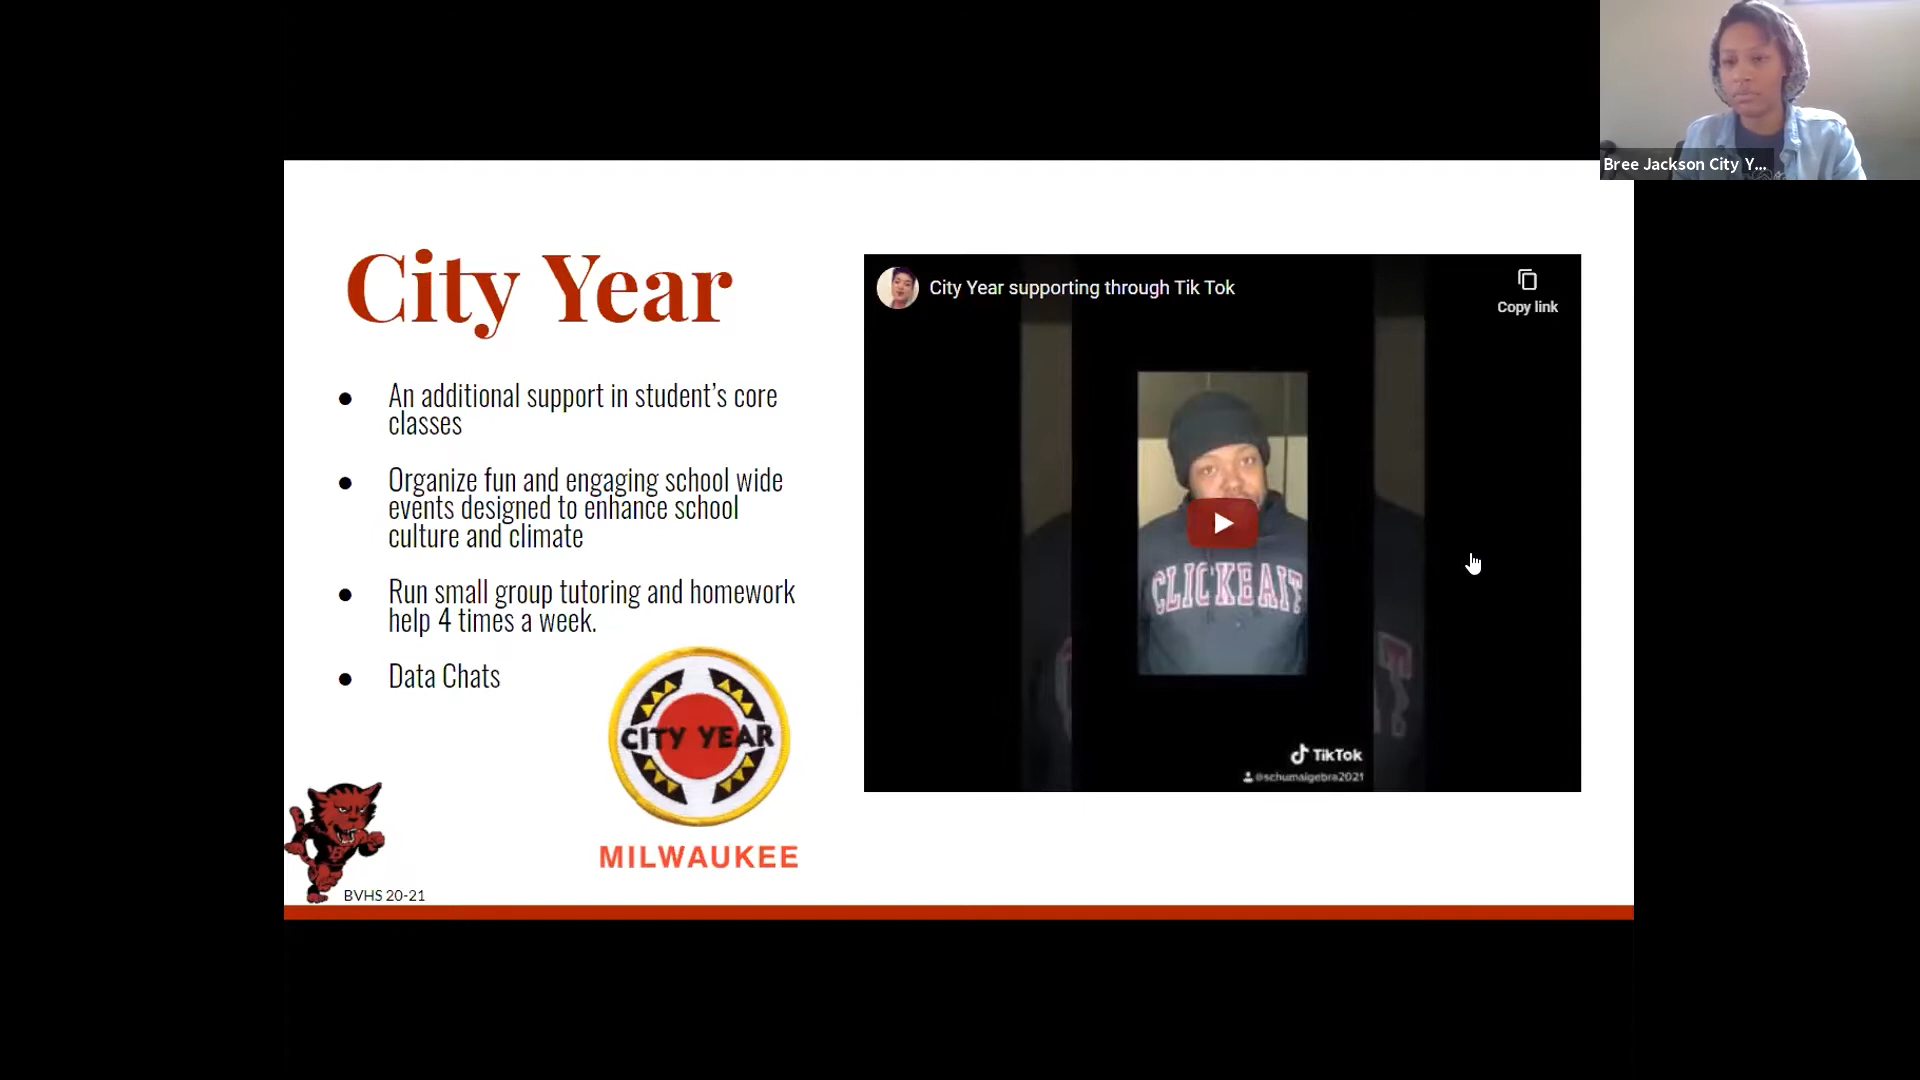 Bree Jackson City Y...
City Year
● An additional support in student’s core
classes
● Organize fun and engaging school wide
events designed to enhance school
culture and climate
● Run small group tutoring and homework
help 4 times a week.
● Data Chats
CITY YEAR
MILWAUKEE
BVHS 20-21
City Year supporting through Tik Tok
Copy link
CLICKBAIT
TikTok
@schumalgebra2021